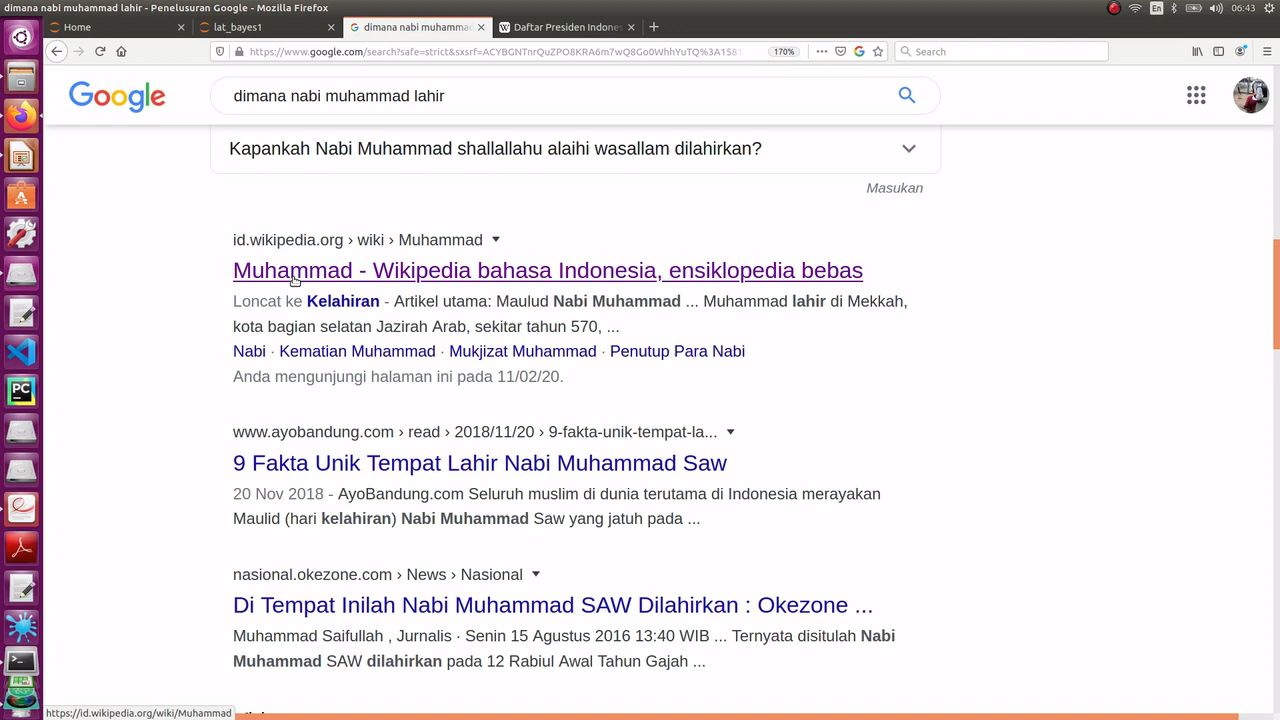 dimana nabi muhammad lahir - Penelusuran Google - Mozilla Firefox
En
06:43
Home
lat_bayes1
dimana nabi muhammad
Daftar Presiden Indones
https://www.google.com/search?safe=strict&sxsrf=ACYBGNTnrQuZPO8KRA6m7wQ8Go0WhhYuTQ%3A158
170%
Search
Google
dimana nabi muhammad lahir
Kapankah Nabi Muhammad shallallahu alaihi wasallam dilahirkan?
Masukan
id.wikipedia.org › wiki › Muhammad
Muhammad - Wikipedia bahasa Indonesia, ensiklopedia bebas
Loncat ke Kelahiran - Artikel utama: Maulud Nabi Muhammad ... Muhammad lahir di Mekkah,
kota bagian selatan Jazirah Arab, sekitar tahun 570, ...
Nabi · Kematian Muhammad · Mukjizat Muhammad · Penutup Para Nabi
Anda mengunjungi halaman ini pada 11/02/20.
www.ayobandung.com › read › 2018/11/20 › 9-fakta-unik-tempat-la...
9 Fakta Unik Tempat Lahir Nabi Muhammad Saw
20 Nov 2018 - AyoBandung.com Seluruh muslim di dunia terutama di Indonesia merayakan
Maulid (hari kelahiran) Nabi Muhammad Saw yang jatuh pada ...
nasional.okezone.com › News › Nasional
Di Tempat Inilah Nabi Muhammad SAW Dilahirkan : Okezone ...
Muhammad Saifullah , Jurnalis · Senin 15 Agustus 2016 13:40 WIB ... Ternyata disitulah Nabi
Muhammad SAW dilahirkan pada 12 Rabiul Awal Tahun Gajah ...
PC
https://id.wikipedia.org/wiki/Muhammad